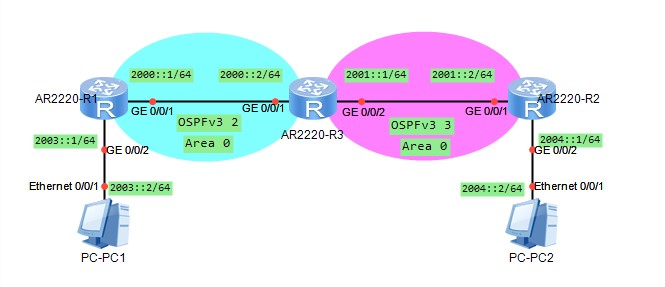 2000::1/64
2000::2/64
2001::1/64
2001::2/64
AR2220-R1
R
GE 0/0/1
GE 0/0/1
R
GE 0/0/2
GE 0/0/1
R
AR2220-R2
OSPFv3 2
Area 0
AR2220-R3
OSPFv3 3
Area 0
2003::1/64
GE 0/0/2
2004::1/64
GE 0/0/2
Ethernet 0/0/1
2003::2/64
2004::2/64
Ethernet 0/0/1
PC-PC1
PC-PC2